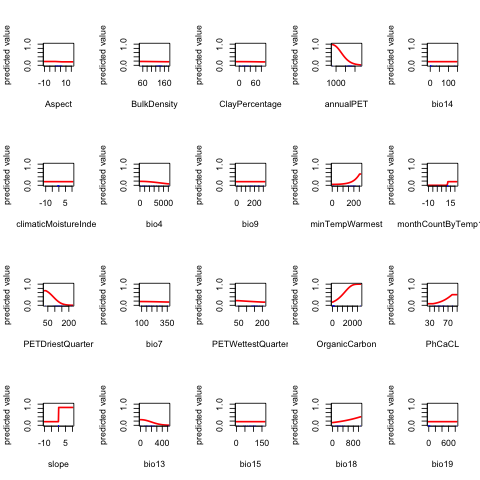 predicted value 0.0 1.0 -10 10 Aspect
predicted value 0.0 1.0 60 160 BulkDensity
predicted value 0.0 1.0 0 60 ClayPercentage
predicted value 0.0 1.0 1000 annualPET
predicted value 0.0 1.0 0 100 bio14
predicted value 0.0 1.0 -10 5 climaticMoistureInde
predicted value 0.0 1.0 0 5000 bio4
predicted value 0.0 1.0 0 200 bio9
predicted value 0.0 1.0 0 200 minTempWarmest
predicted value 0.0 1.0 -10 15 monthCountByTemp1
predicted value 0.0 1.0 50 200 PETDriestQuarter
predicted value 0.0 1.0 100 350 bio7
predicted value 0.0 1.0 50 200 PETWettestQuarter
predicted value 0.0 1.0 0 2000 OrganicCarbon
predicted value 0.0 1.0 30 70 PhCaCL
predicted value 0.0 1.0 -10 5 slope
predicted value 0.0 1.0 0 400 bio13
predicted value 0.0 1.0 0 150 bio15
predicted value 0.0 1.0 0 800 bio18
predicted value 0.0 1.0 0 600 bio19